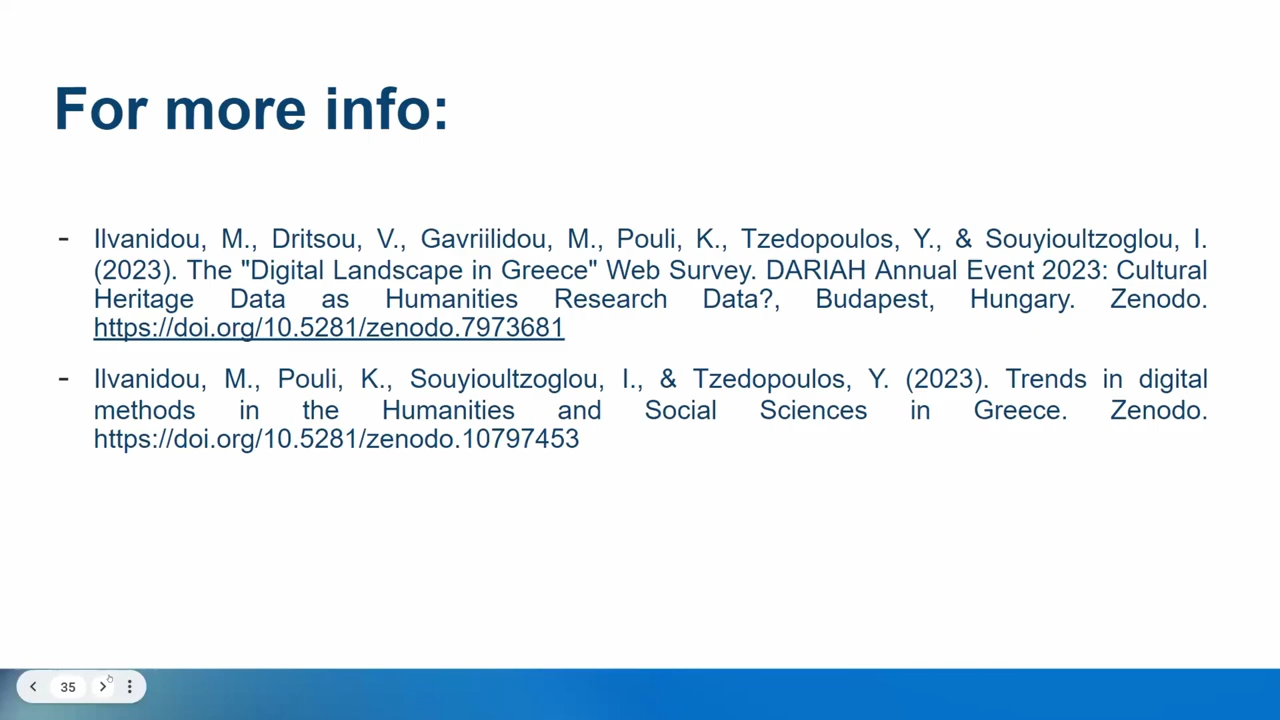 For more info:
- Ilvanidou, M., Dritsou, V., Gavriilidou, M., Pouli, K., Tzedopoulos, Y., & Souyioultzoglou, I.
(2023). The "Digital Landscape in Greece" Web Survey. DARIAH Annual Event 2023: Cultural
Heritage Data as Humanities Research Data?, Budapest, Hungary. Zenodo.
https://doi.org/10.5281/zenodo.7973681
- Ilvanidou, M., Pouli, K., Souyioultzoglou, I., & Tzedopoulos, Y. (2023). Trends in digital
methods in the Humanities and Social Sciences in Greece. Zenodo.
https://doi.org/10.5281/zenodo.10797453
35